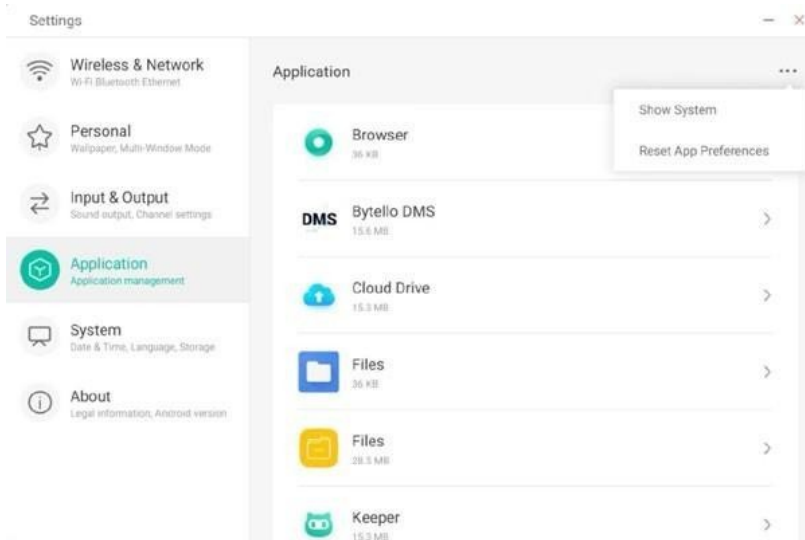 Settings
Wireless & Network
Wi-Fi Bluetooth Ethernet
Personal
Wallpaper, Multi-Window Mode
Input & Output
Sound output, Channel settings
Application
Application management
System
Date & Time, Language, Storage
About
Legal information, Android version
Application
Show System
Reset App Preferences
Browser
36 KB
DMS
Bytello DMS
15.6 MB
Cloud Drive
15.3 MB
Files
36 KB
Files
28.5 MB
Keeper
15.3 MB